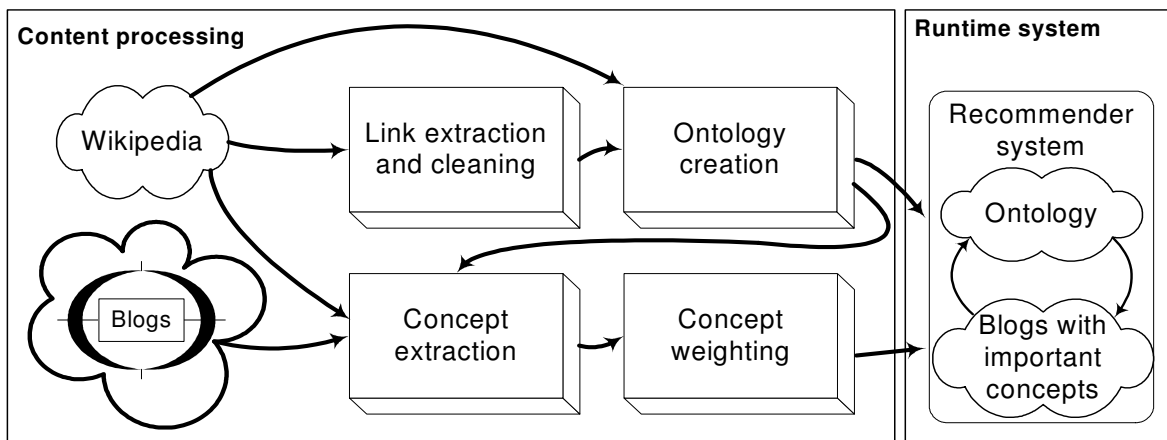 Content processing
Wikipedia
Link extraction
and cleaning
Ontology
creation
Blogs
Concept
extraction
Concept
weighting
Runtime system
Recommender
system
Ontology
Blogs with
important
concepts